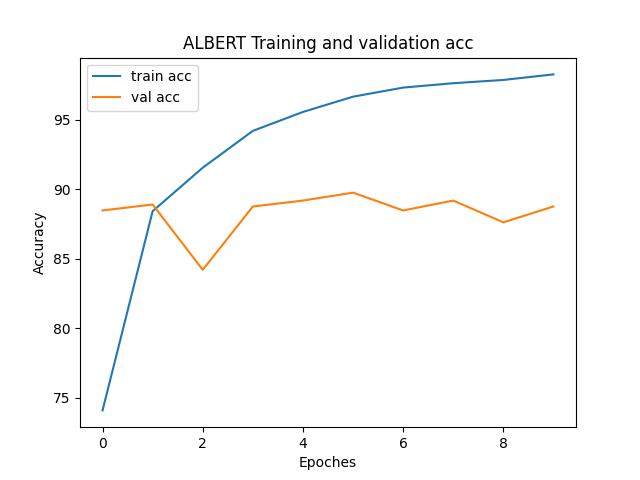 ALBERT Training and validation acc
train acc
val acc
Accuracy
95
90
85
80
75
0 2 4 6 8
Epoches